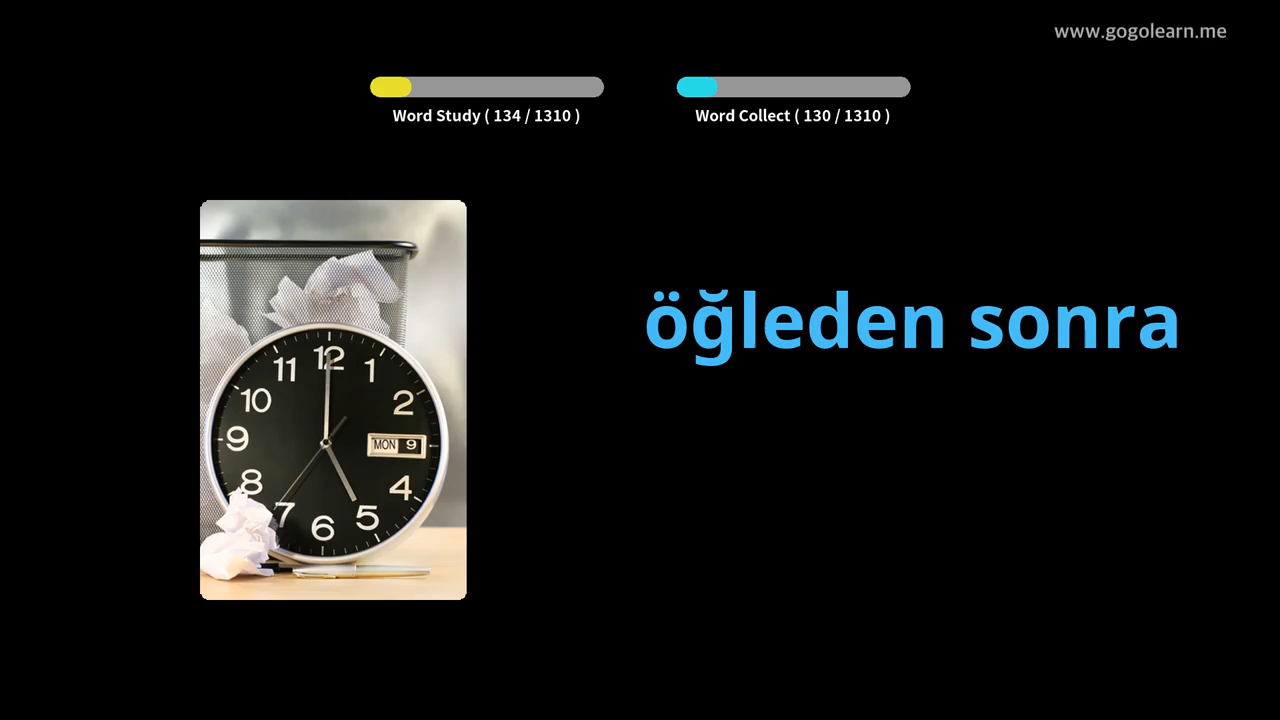 www.gogolearn.me
Word Study ( 134 / 1310 )
Word Collect ( 130 / 1310 )
öğleden sonra
12
1
2
MON 9
4
5
6
7
8
9
10
11